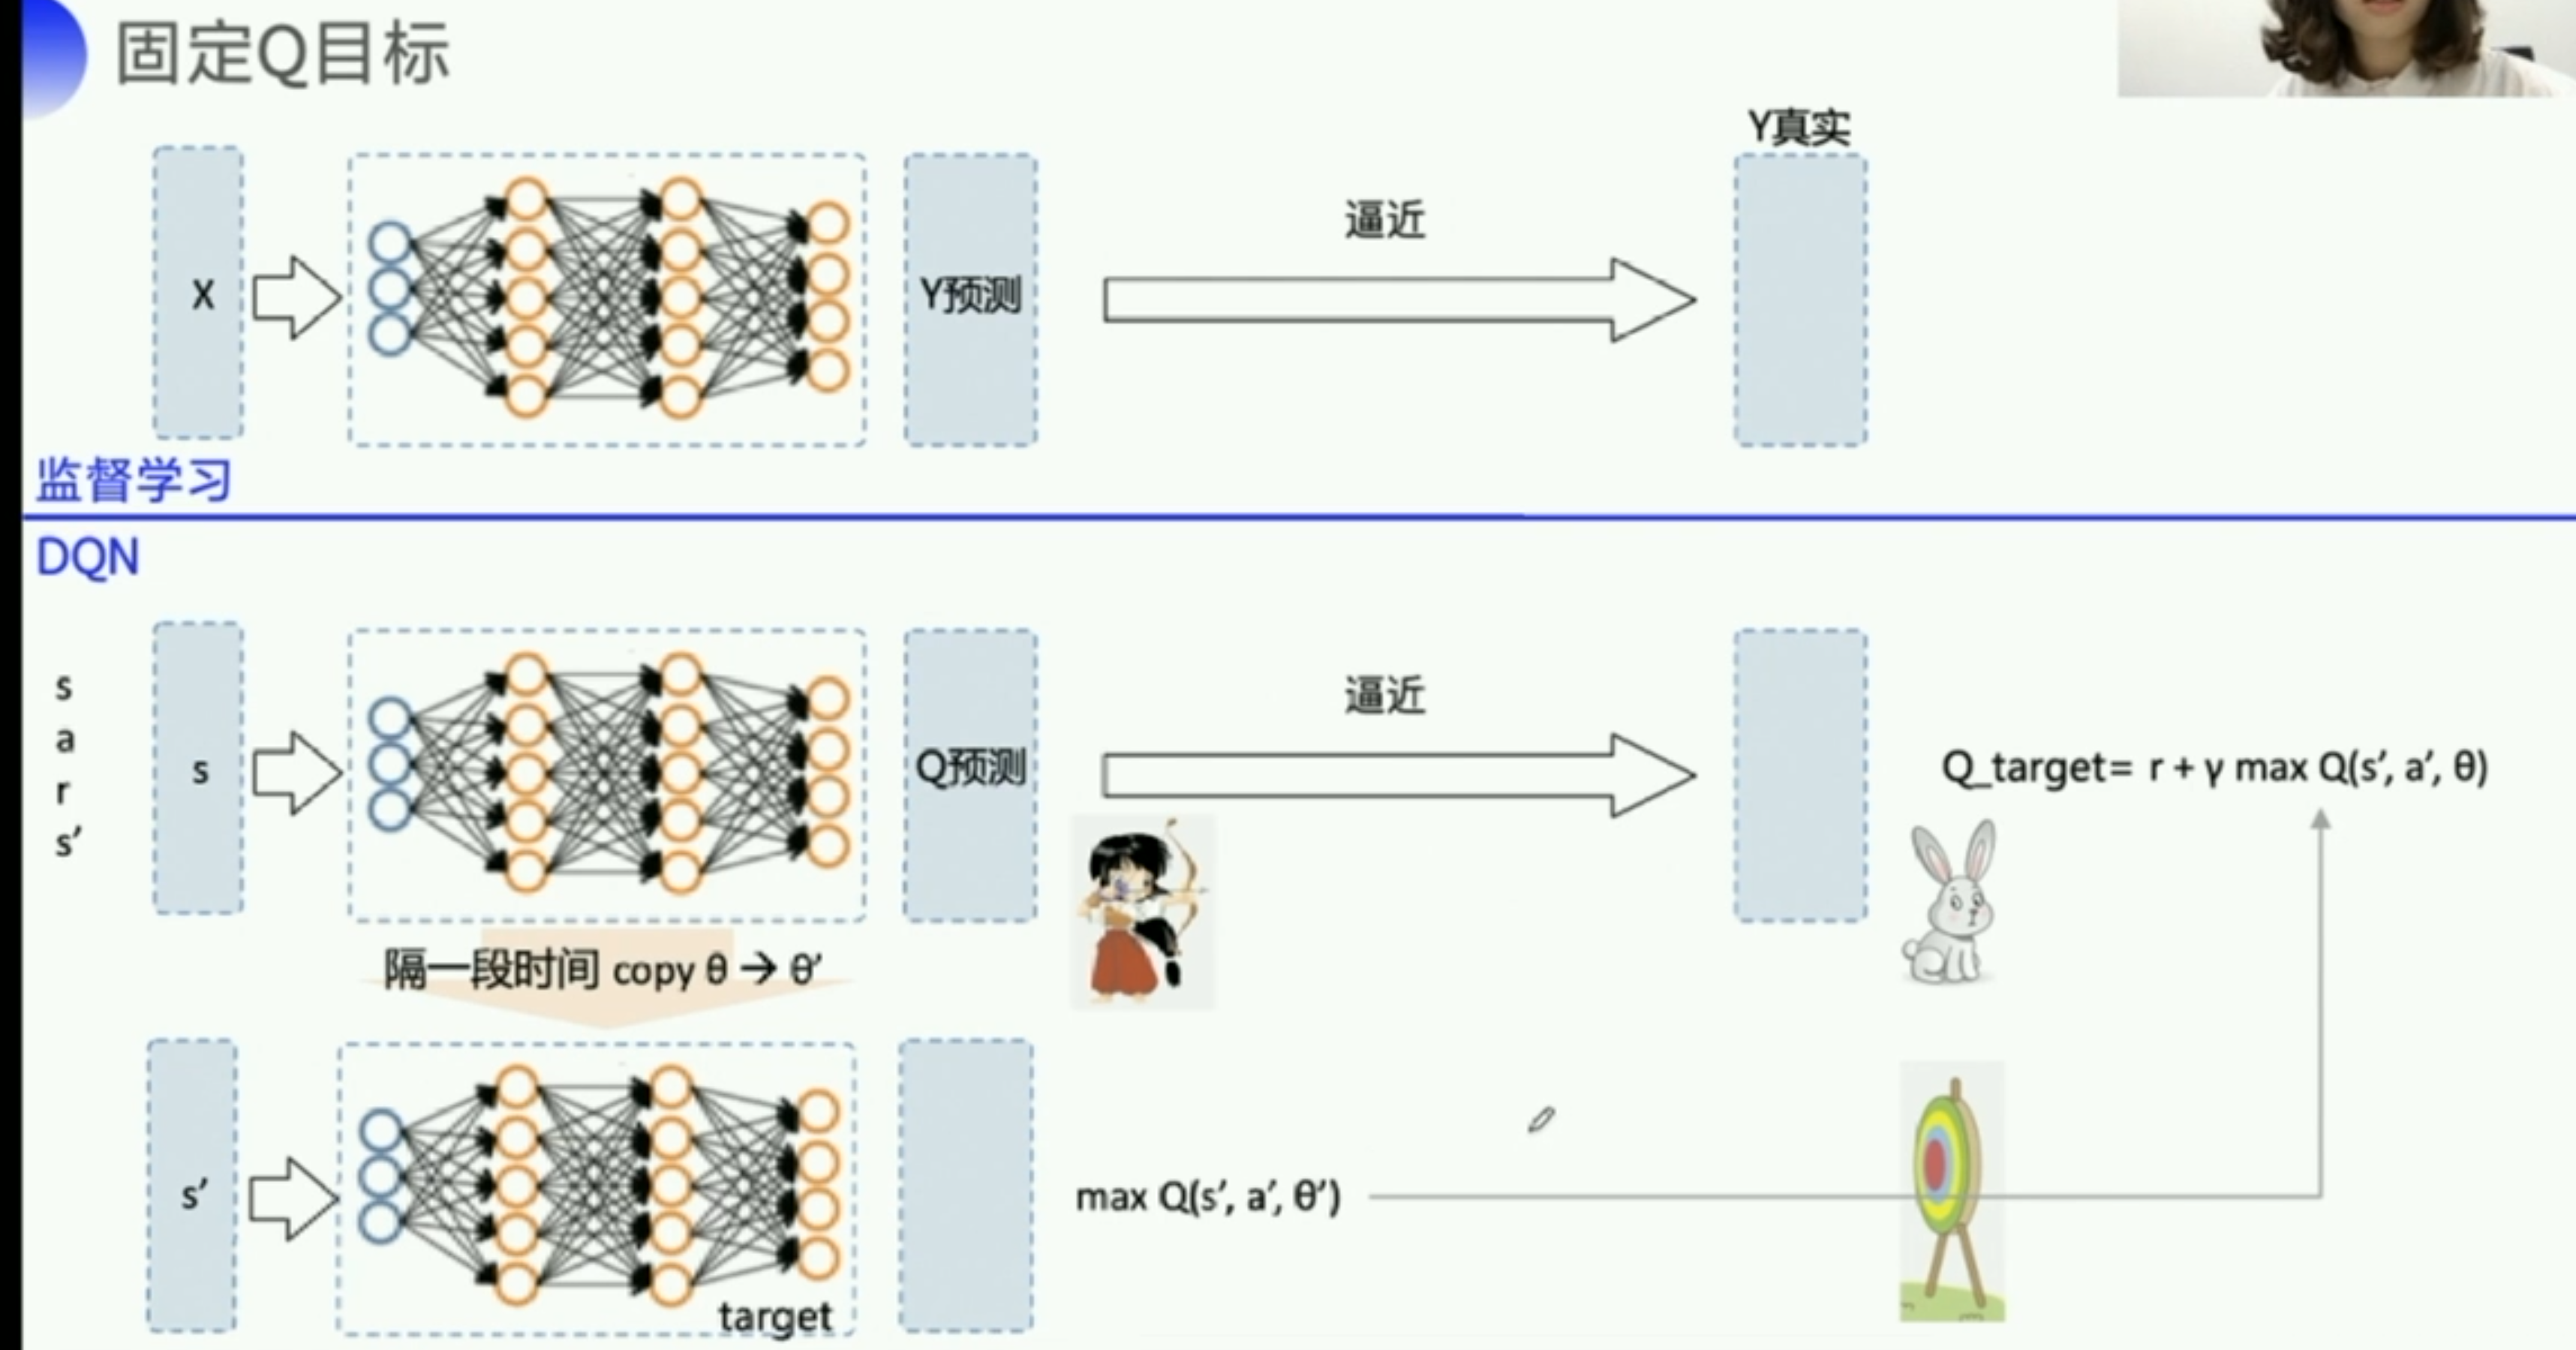 固定Q目标
Y真实
逼近
X
Y预测
监督学习
DQN
s
a
r
s’
s
Q预测
逼近
Q_target= r + γ max Q(s’, a’, θ)
隔一段时间 copy θ → θ’
s’
max Q(s’, a’, θ’)
target